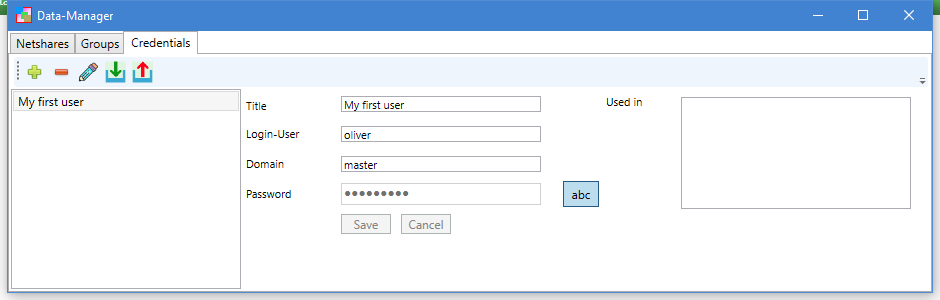 Data-Manager
Netshares Groups Credentials
My first user
Title My first user
Used in
Login-User oliver
Domain master
Password •••••••••
abc
Save Cancel